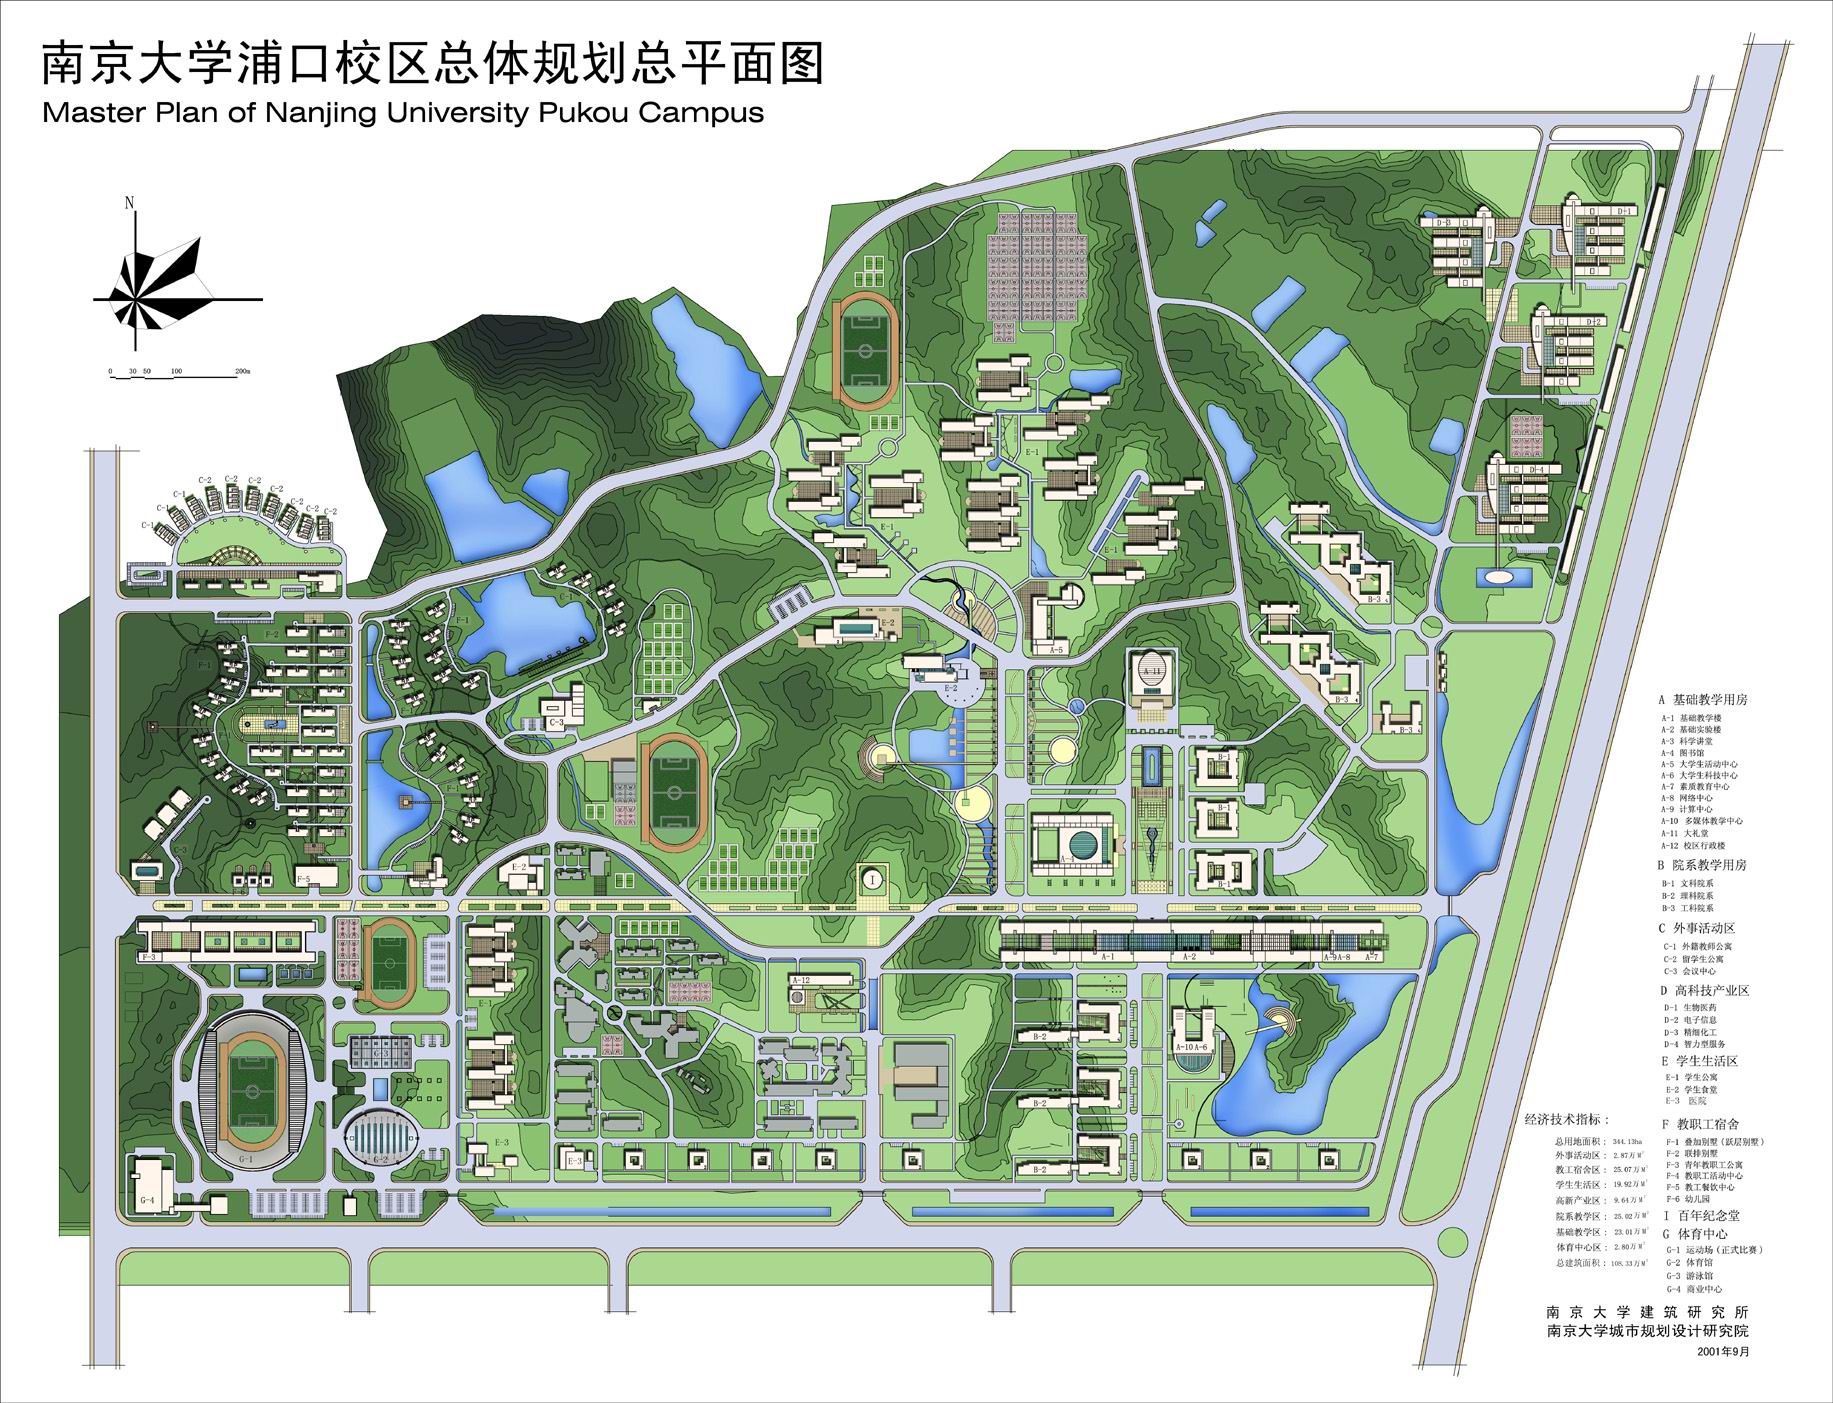 南京大学浦口校区总体规划总平面图
Master Plan of Nanjing University Pukou Campus
N
0 30 50 100 200m
D-3
D-1
D-2
D-4
E-1
E-1
E-1
C-1
C-1
C-2
C-2
C-2
C-2
C-2
C-2
C-1
F-1
F-2
F-1
F-1
F-1
C-3
C-3
E-2
E-2
A-5
A-11
B-3
B-3
B-3
B-1
B-1
B-1
A-4
I
E-2
F-5
F-6
F-3
E-1
A-12
A-1
A-2
A-9
A-8
A-7
A-10 A-6
B-2
B-2
B-2
G-3
G-1
G-2
G-4
E-3
E-3
A 基础教学用房
A-1 基础教学楼
A-2 基础实验楼
A-3 科学讲堂
A-4 图书馆
A-5 大学生活动中心
A-6 大学生科技中心
A-7 素质教育中心
A-8 网络中心
A-9 计算中心
A-10 多媒体教学中心
A-11 大礼堂
A-12 校区行政楼
B 院系教学用房
B-1 文科院系
B-2 理科院系
B-3 工科院系
C 外事活动区
C-1 外籍教师公寓
C-2 留学生公寓
C-3 会议中心
D 高科技产业区
D-1 生物医药
D-2 电子信息
D-3 精细化工
D-4 智力型服务
E 学生生活区
E-1 学生公寓
E-2 学生食堂
E-3 医院
F 教职工宿舍
F-1 叠加别墅(跃层别墅)
F-2 联排别墅
F-3 青年教职工公寓
F-4 教职工活动中心
F-5 教工餐饮中心
F-6 幼儿园
I 百年纪念堂
G 体育中心
G-1 运动场(正式比赛)
G-2 体育馆
G-3 游泳馆
G-4 商业中心
经济技术指标：
总用地面积： 344.13ha
外事活动区： 2.87万M²
教工宿舍区： 25.07万M²
学生生活区： 19.92万M²
高新产业区： 9.64万M²
院系教学区： 25.02万M²
基础教学区： 23.01万M²
体育中心区： 2.80万M²
总建筑面积： 108.33万M²
南京大学建筑研究所
南京大学城市规划设计研究院
2001年9月